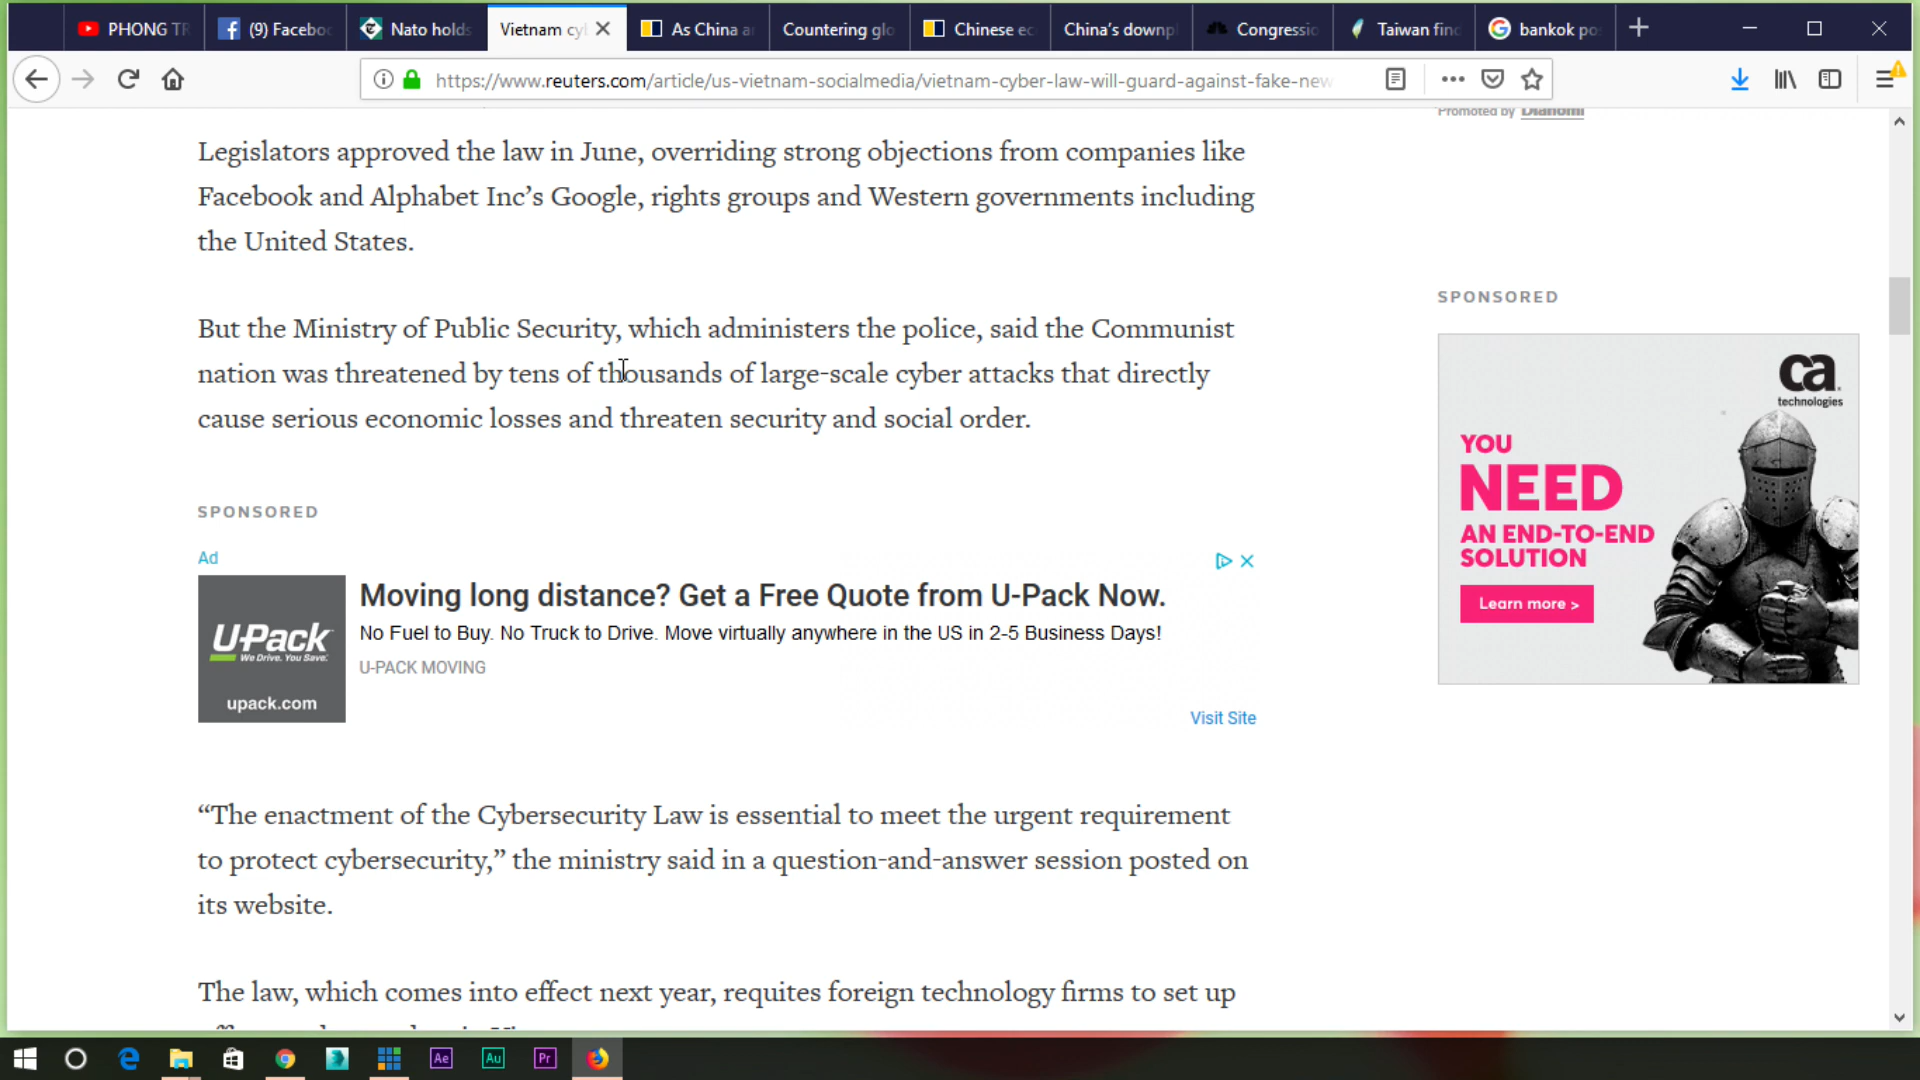 PHONG TR
(9) Faceboo
Nato holds
Vietnam cy
As China a
Countering glo
Chinese ec
China's downpl
Congressio
Taiwan find
bankok po
https://www.reuters.com/article/us-vietnam-socialmedia/vietnam-cyber-law-will-guard-against-fake-new
Promoted by Dianomi
Legislators approved the law in June, overriding strong objections from companies like
Facebook and Alphabet Inc’s Google, rights groups and Western governments including
the United States.
But the Ministry of Public Security, which administers the police, said the Communist
nation was threatened by tens of thousands of large-scale cyber attacks that directly
cause serious economic losses and threaten security and social order.
SPONSORED
Ad
U-Pack
We Drive. You Save.
upack.com
Moving long distance? Get a Free Quote from U-Pack Now.
No Fuel to Buy. No Truck to Drive. Move virtually anywhere in the US in 2-5 Business Days!
U-PACK MOVING
Visit Site
“The enactment of the Cybersecurity Law is essential to meet the urgent requirement
to protect cybersecurity,” the ministry said in a question-and-answer session posted on
its website.
The law, which comes into effect next year, requites foreign technology firms to set up
SPONSORED
ca
technologies
YOU
NEED
AN END-TO-END
SOLUTION
Learn more >
Ae
Au
Pr